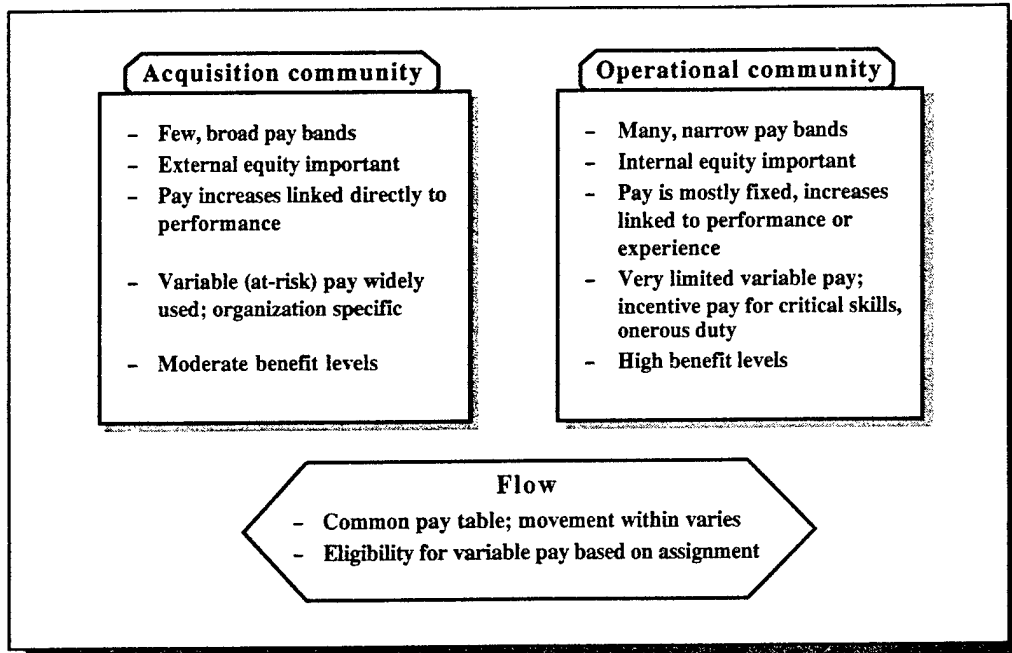 Acquisition community
- Few, broad pay bands
- External equity important
- Pay increases linked directly to
performance
- Variable (at-risk) pay widely
used; organization specific
- Moderate benefit levels
Operational community
- Many, narrow pay bands
- Internal equity important
- Pay is mostly fixed, increases
linked to performance or
experience
- Very limited variable pay;
incentive pay for critical skills,
onerous duty
- High benefit levels
Flow
- Common pay table; movement within varies
- Eligibility for variable pay based on assignment